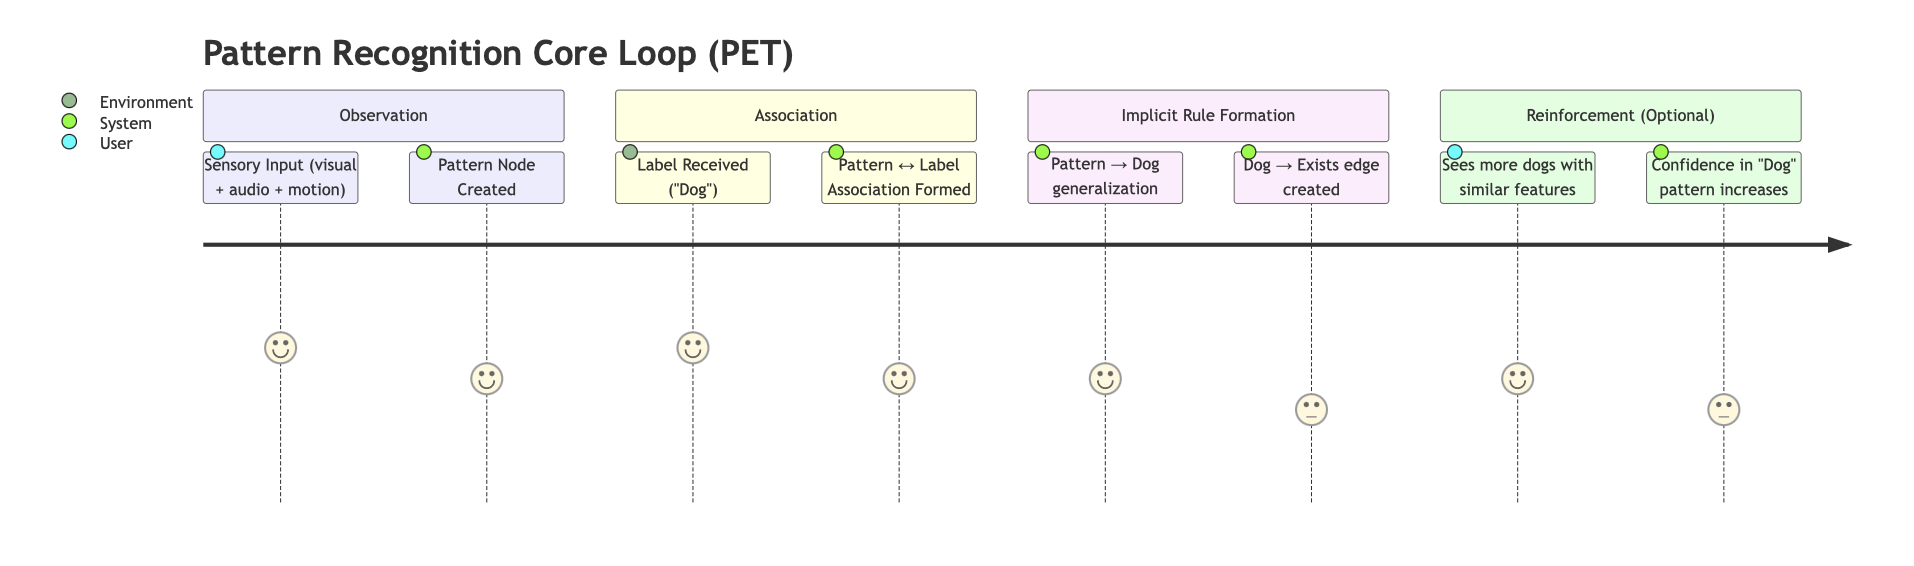 Pattern Recognition Core Loop (PET)
Environment
System
User
Observation
Association
Implicit Rule Formation
Reinforcement (Optional)
Sensory Input (visual
+ audio + motion)
Pattern Node
Created
Label Received
("Dog")
Pattern ↔ Label
Association Formed
Pattern → Dog
generalization
Dog → Exists edge
created
Sees more dogs with
similar features
Confidence in "Dog"
pattern increases